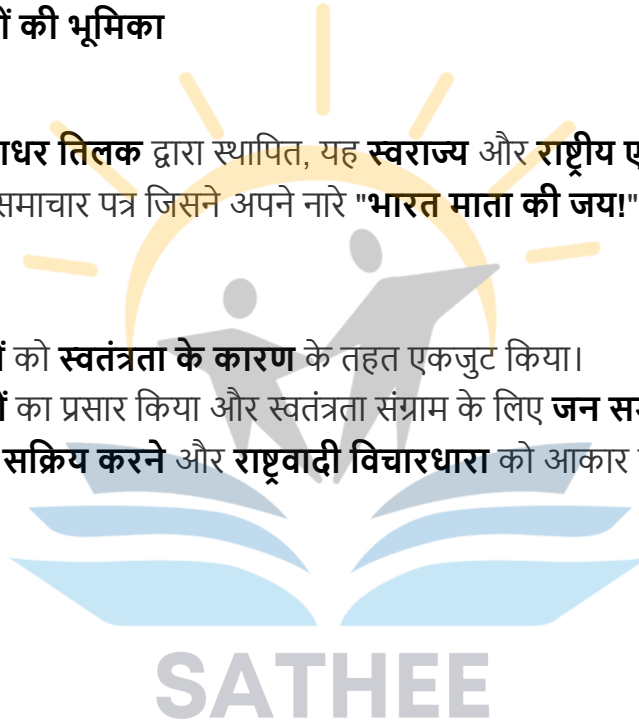 ों की भूमिका
ाधर तिलक द्वारा स्थापित, यह स्वराज्य और राष्ट्रीय ए
समाचार पत्र जिसने अपने नारे "भारत माता की जय!"
ं को स्वतंत्रता के कारण के तहत एकजुट किया।
ं का प्रसार किया और स्वतंत्रता संग्राम के लिए जन सम
सक्रिय करने और राष्ट्रवादी विचारधारा को आकार
SATHEE